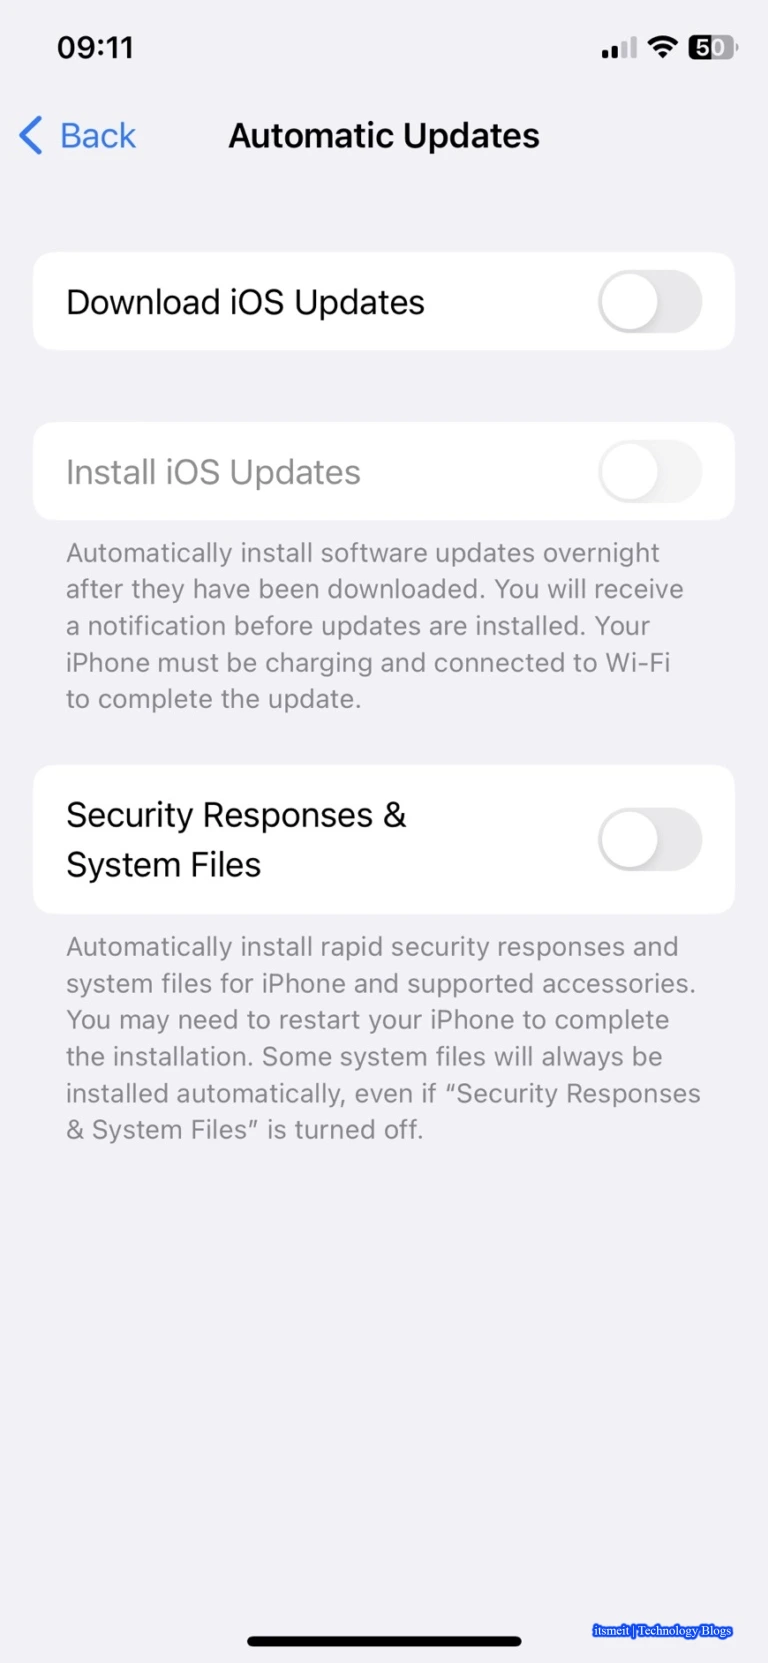 09:11
50
Back
Automatic Updates
Download iOS Updates
Install iOS Updates
Automatically install software updates overnight
after they have been downloaded. You will receive
a notification before updates are installed. Your
iPhone must be charging and connected to Wi-Fi
to complete the update.
Security Responses &
System Files
Automatically install rapid security responses and
system files for iPhone and supported accessories.
You may need to restart your iPhone to complete
the installation. Some system files will always be
installed automatically, even if “Security Responses
& System Files” is turned off.
itsmeit | Technology Blogs